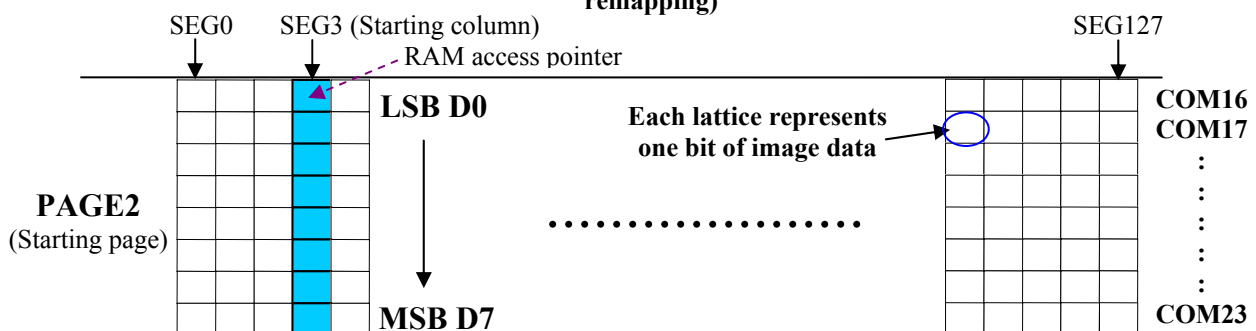 remapping)
SEG0 SEG3 (Starting column) SEG127
RAM access pointer
LSB D0
Each lattice represents
one bit of image data
COM16
COM17
:
:
:
:
:
PAGE2
(Starting page)
.....................
MSB D7
COM23